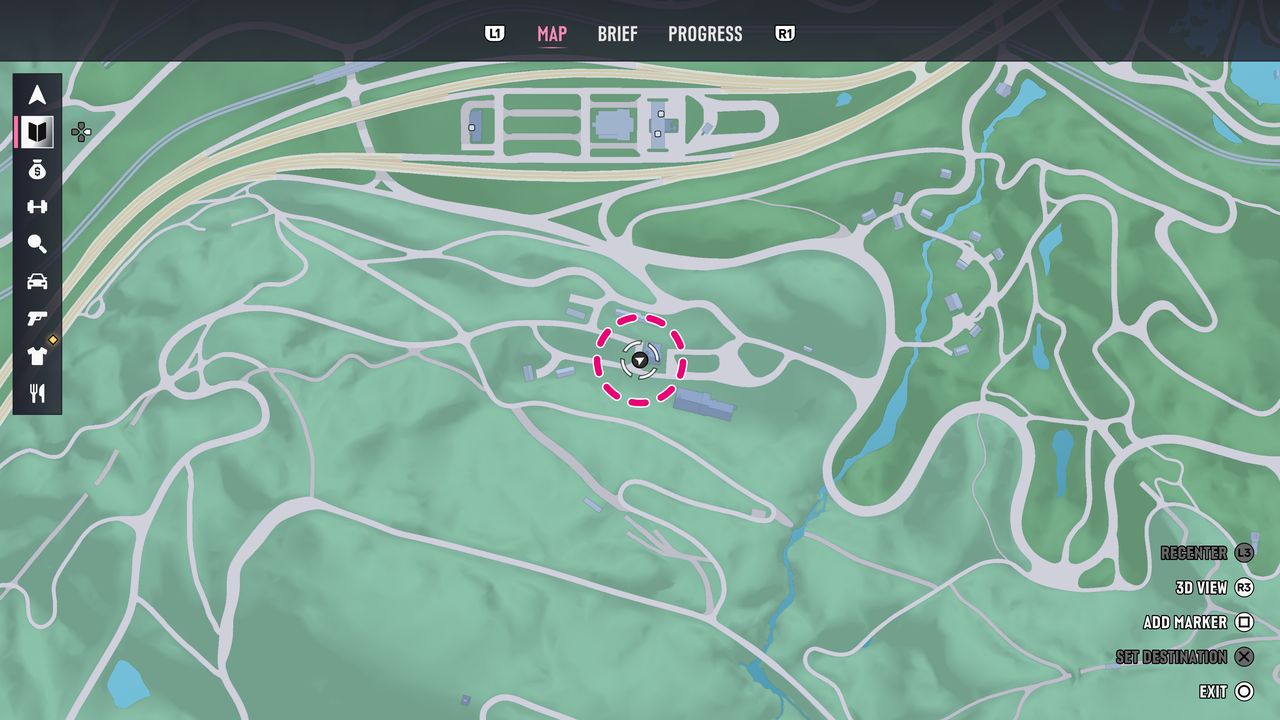 L1 MAP BRIEF PROGRESS R1
$
RECENTER L3
3D VIEW R3
ADD MARKER
SET DESTINATION
EXIT